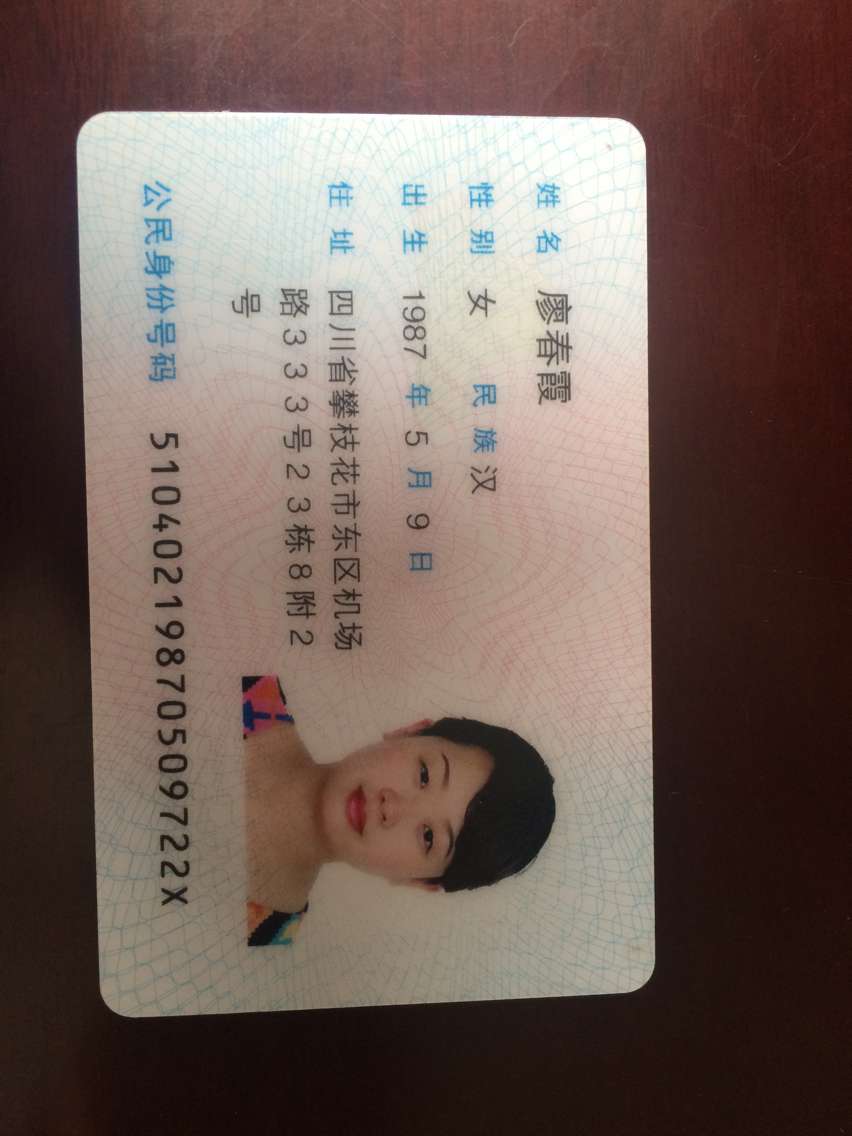 姓名 廖春霞
性别 女 民族 汉
出生 1987 年 5 月 9 日
住址 四川省攀枝花市东区机场
路333号23栋8附2
号
公民身份号码 51040219870509722X